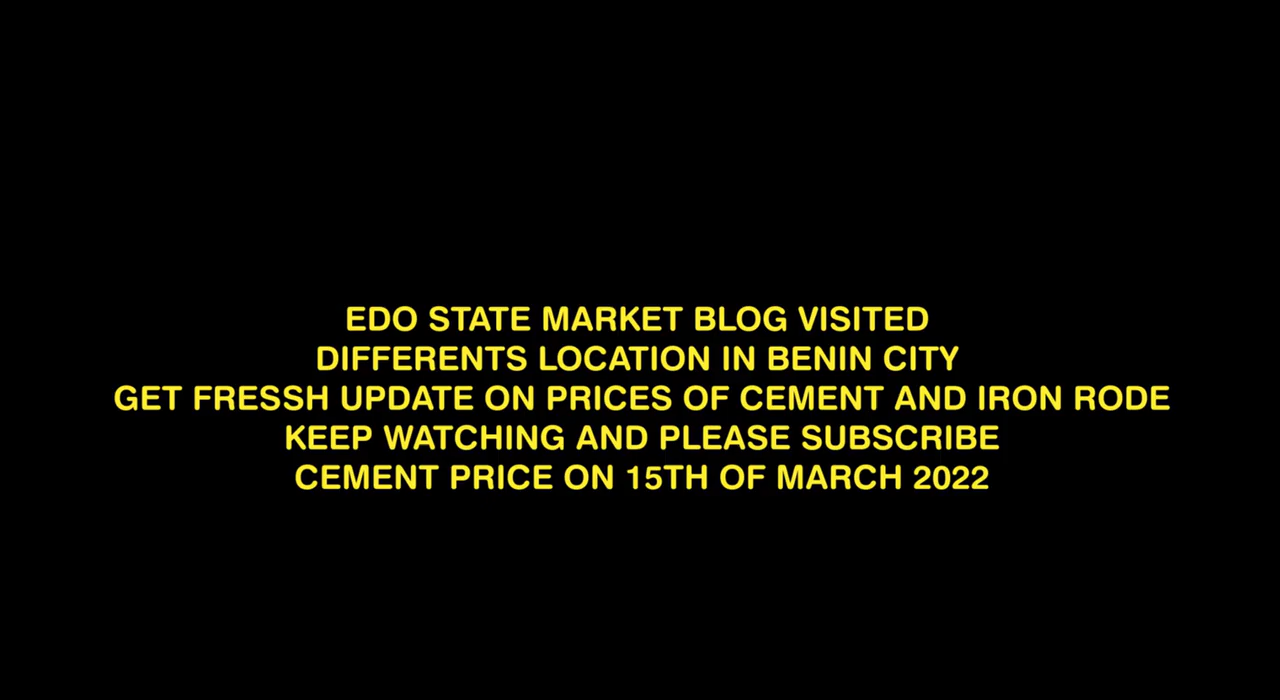 EDO STATE MARKET BLOG VISITED
DIFFERENTS LOCATION IN BENIN CITY
GET FRESSH UPDATE ON PRICES OF CEMENT AND IRON RODE
KEEP WATCHING AND PLEASE SUBSCRIBE
CEMENT PRICE ON 15TH OF MARCH 2022